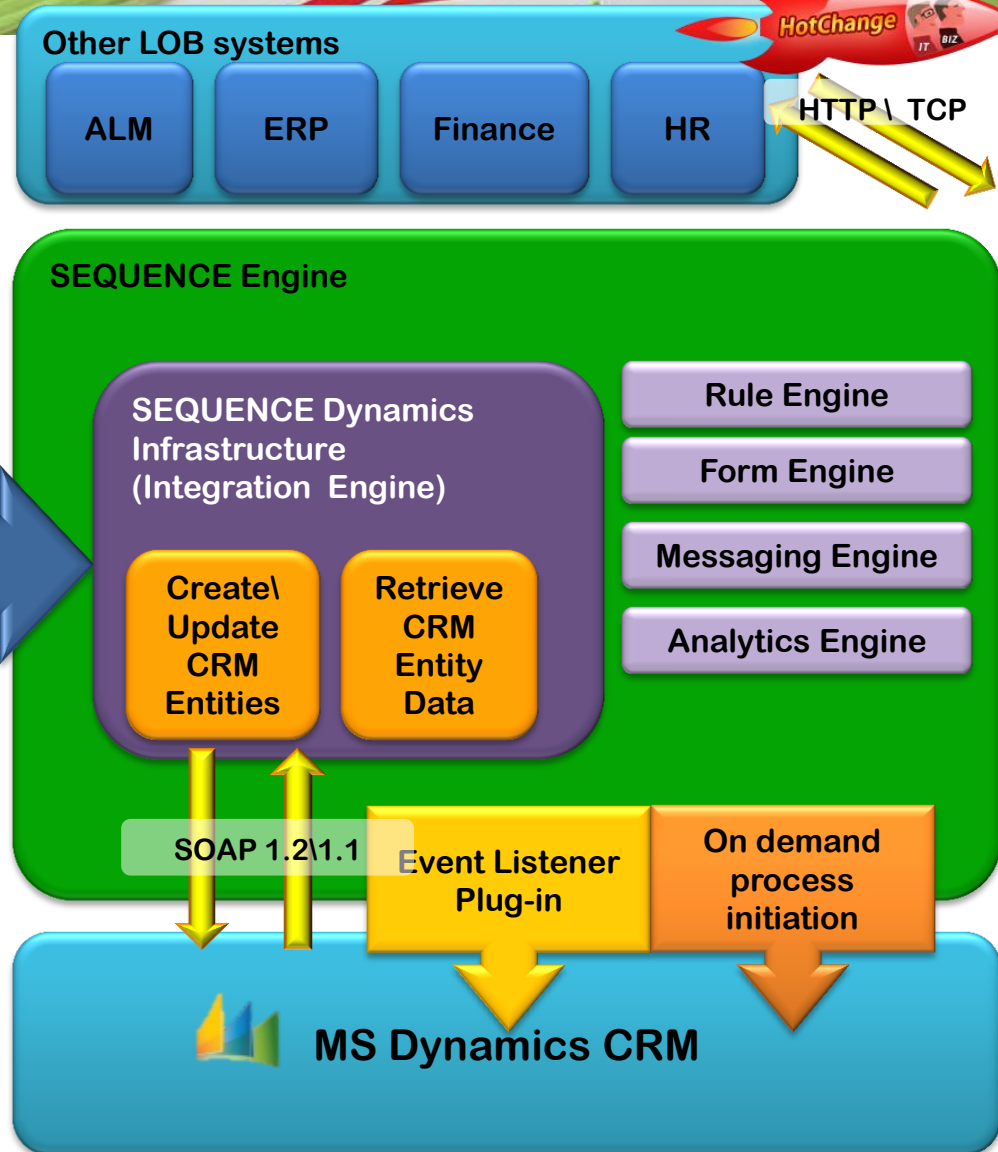 Other LOB systems
HotChange
IT BIZ
ALM
ERP
Finance
HR
HTTP \ TCP
SEQUENCE Engine
SEQUENCE Dynamics
Infrastructure
(Integration Engine)
Create\
Update
CRM
Entities
Retrieve
CRM
Entity
Data
Rule Engine
Form Engine
Messaging Engine
Analytics Engine
SOAP 1.2\1.1
Event Listener
Plug-in
On demand
process
initiation
MS Dynamics CRM